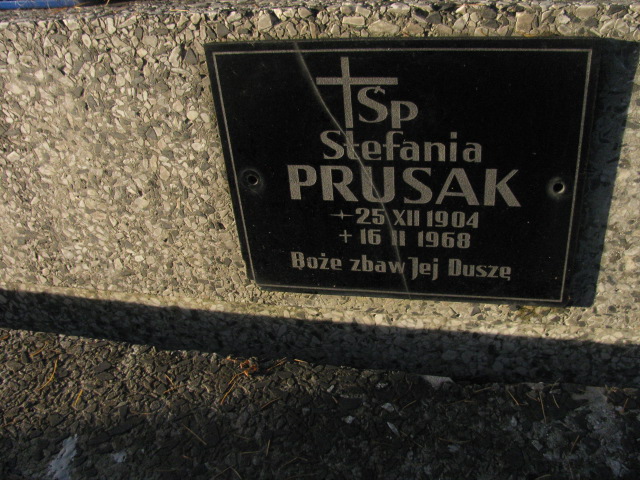 ŚP
Stefania
PRUSAK
25 XII 1904
+ 16 II 1968
Boże zbaw Jej Duszę